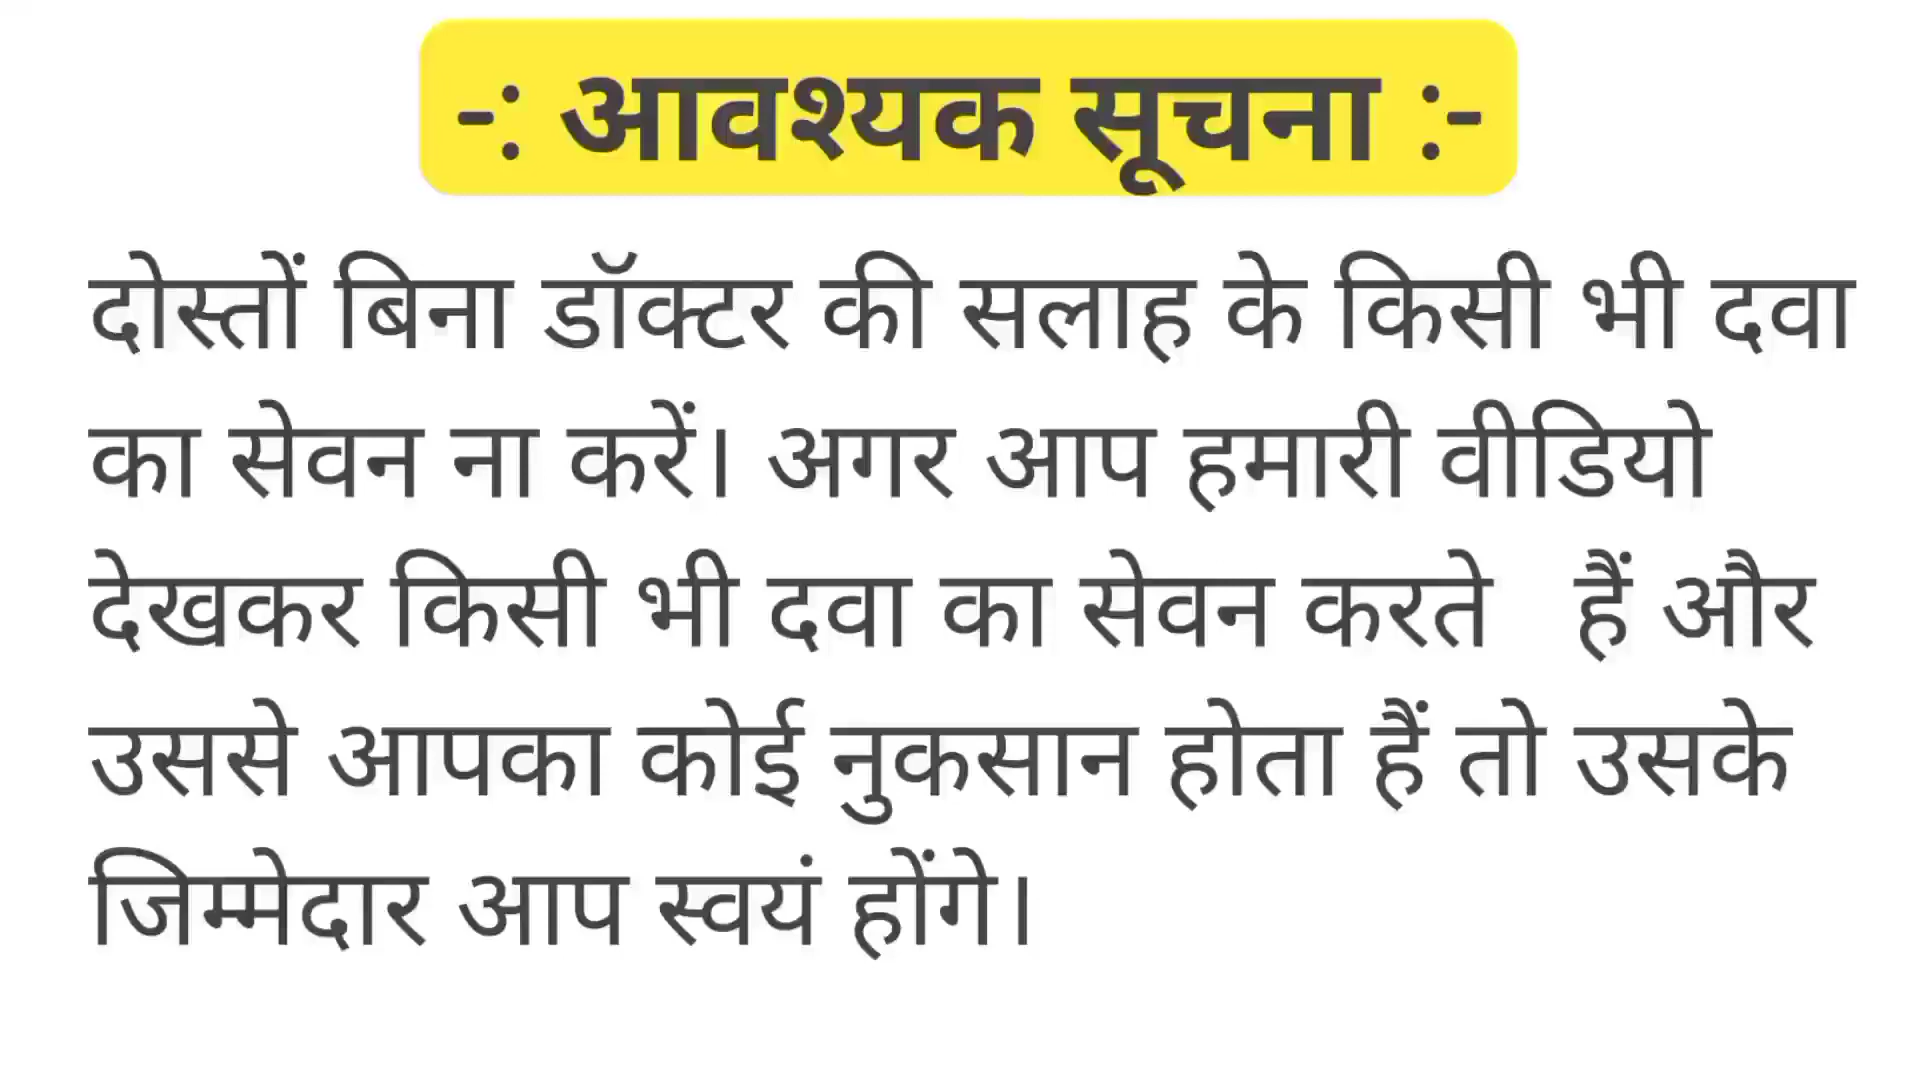 -: आवश्यक सूचना :-
दोस्तों बिना डॉक्टर की सलाह के किसी भी दवा
का सेवन ना करें। अगर आप हमारी वीडियो
देखकर किसी भी दवा का सेवन करते हैं और
उससे आपका कोई नुकसान होता हैं तो उसके
जिम्मेदार आप स्वयं होंगे।